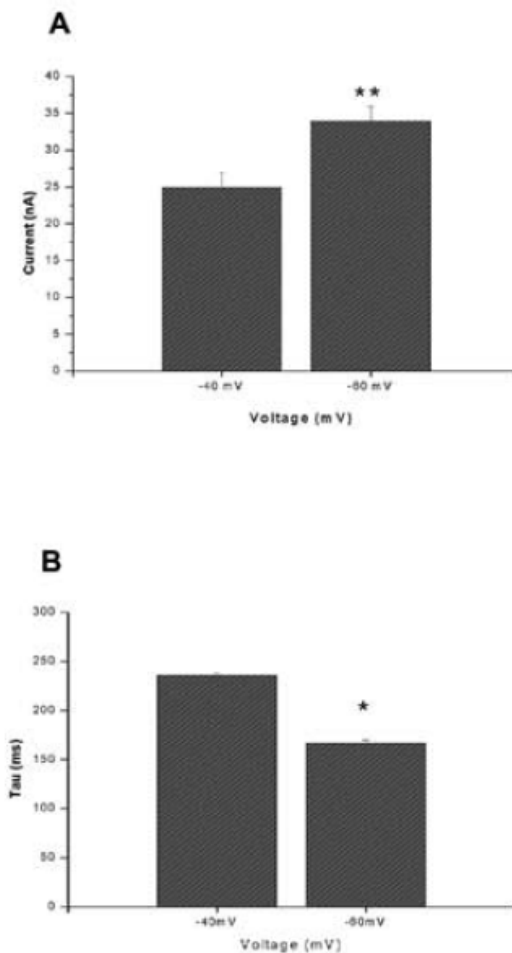 A
40
35
30
25
20
15
10
5
0
Current (nA)
**
-40 mV
-60 mV
Voltage (mV)
B
300
250
200
150
100
50
0
Tau (ms)
*
-40mV
-60mV
Voltage (mV)